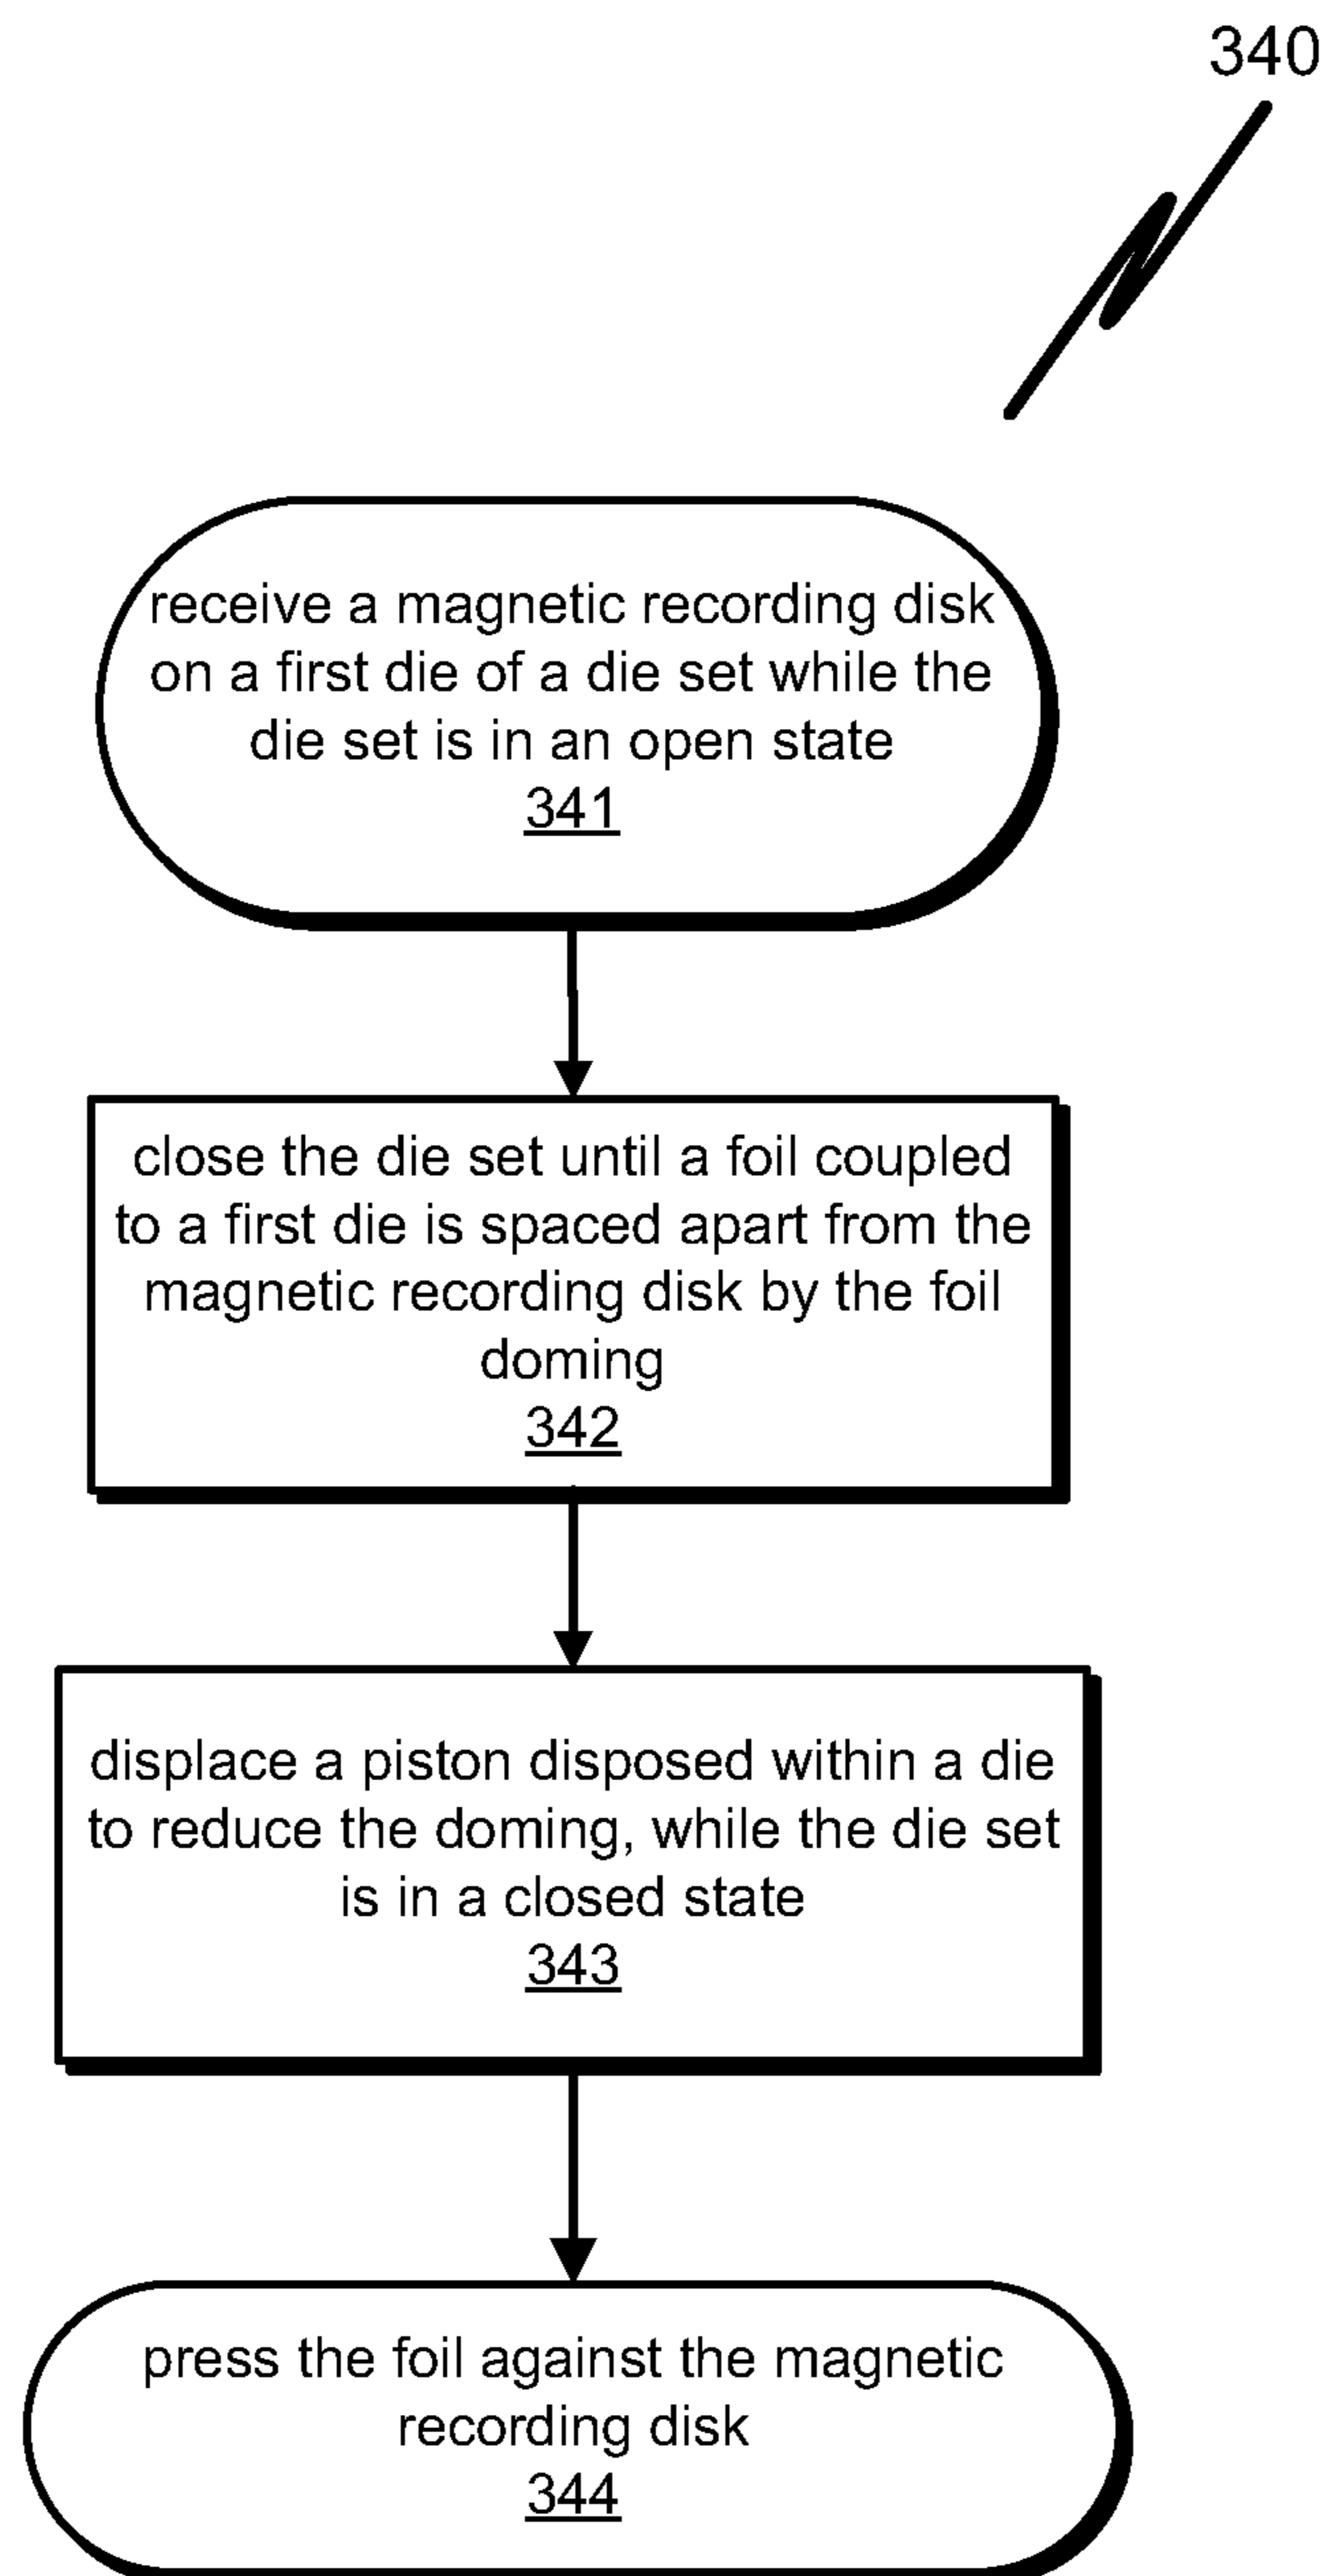 340
receive a magnetic recording disk
on a first die of a die set while the
die set is in an open state
341
close the die set until a foil coupled
to a first die is spaced apart from the
magnetic recording disk by the foil
doming
342
displace a piston disposed within a die
to reduce the doming, while the die set
is in a closed state
343
press the foil against the magnetic
recording disk
344